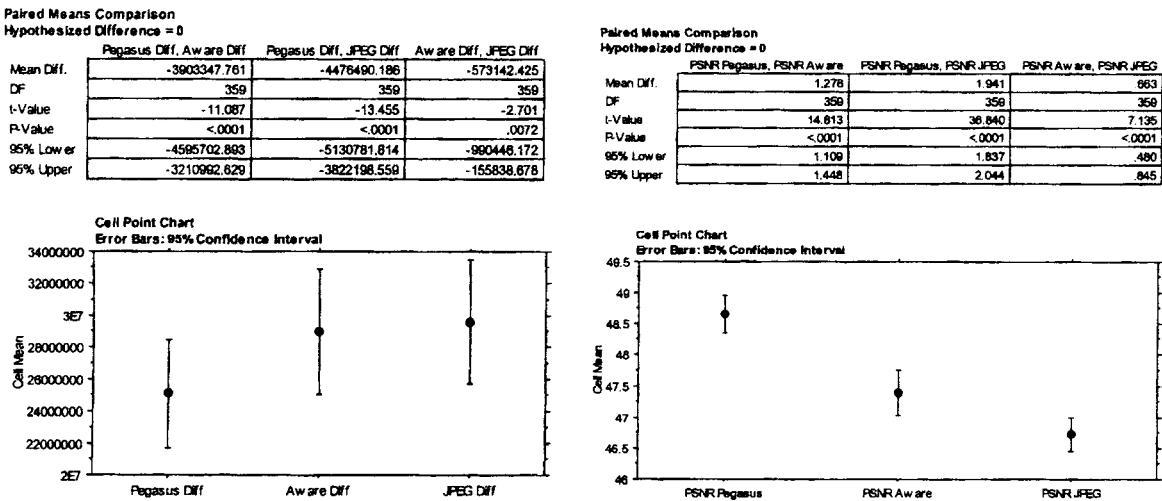 Paired Means Comparison
Hypothesized Difference = 0
Pegasus Diff, Aware Diff Pegasus Diff, JPEG Diff Aware Diff, JPEG Diff
Mean Diff. -3903347.761 -4476490.186 -573142.425
DF 359 359 359
t-Value -11.087 -13.455 -2.701
P-Value <.0001 <.0001 .0072
95% Lower -4595702.893 -5130781.814 -990446.172
95% Upper -3210992.629 -3822198.559 -155838.678
Paired Means Comparison
Hypothesized Difference = 0
PSNR Pegasus, PSNR Aware PSNR Pegasus, PSNR JPEG PSNR Aware, PSNR JPEG
Mean Diff. 1.278 1.941 .663
DF 359 359 359
t-Value 14.813 36.840 7.135
P-Value <.0001 <.0001 <.0001
95% Lower 1.109 1.837 .480
95% Upper 1.448 2.044 .845
Cell Point Chart
Error Bars: 95% Confidence Interval
34000000
32000000
3E7
28000000
26000000
24000000
22000000
2E7
Cell Mean
Pegasus Diff Aware Diff JPEG Diff
Cell Point Chart
Error Bars: 95% Confidence Interval
49.5
49
48.5
48
47.5
47
46.5
46
Cell Mean
PSNR Pegasus PSNR Aware PSNR JPEG